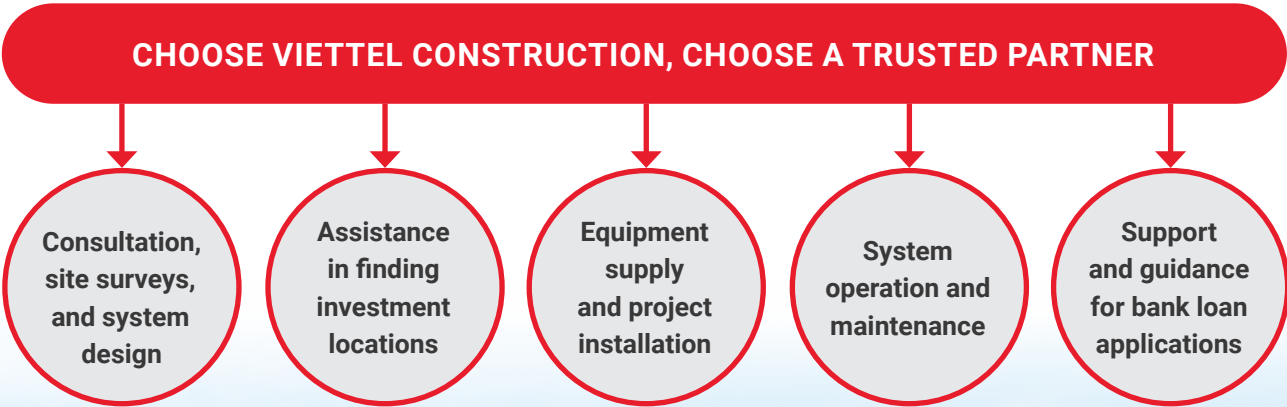 CHOOSE VIETTEL CONSTRUCTION, CHOOSE A TRUSTED PARTNER
Consultation,
site surveys,
and system
design
Assistance
in finding
investment
locations
Equipment
supply
and project
installation
System
operation and
maintenance
Support
and guidance
for bank loan
applications